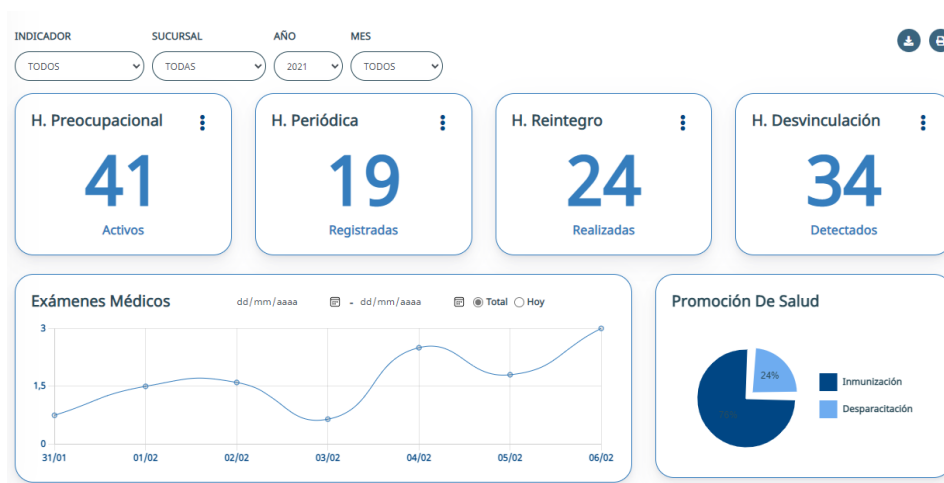 INDICADOR SUCURSAL AÑO MES
TODOS TODAS 2021 TODOS
H. Preocupacional H. Periódica H. Reintegro H. Desvinculación
41 19 24 34
Activos Registradas Realizadas Detectados
Exámenes Médicos dd/mm/aaaa - dd/mm/aaaa Total Hoy
3
1,5
0
31/01 01/02 02/02 03/02 04/02 05/02 06/02
Promoción De Salud
24%
Inmunización
Desparacitación